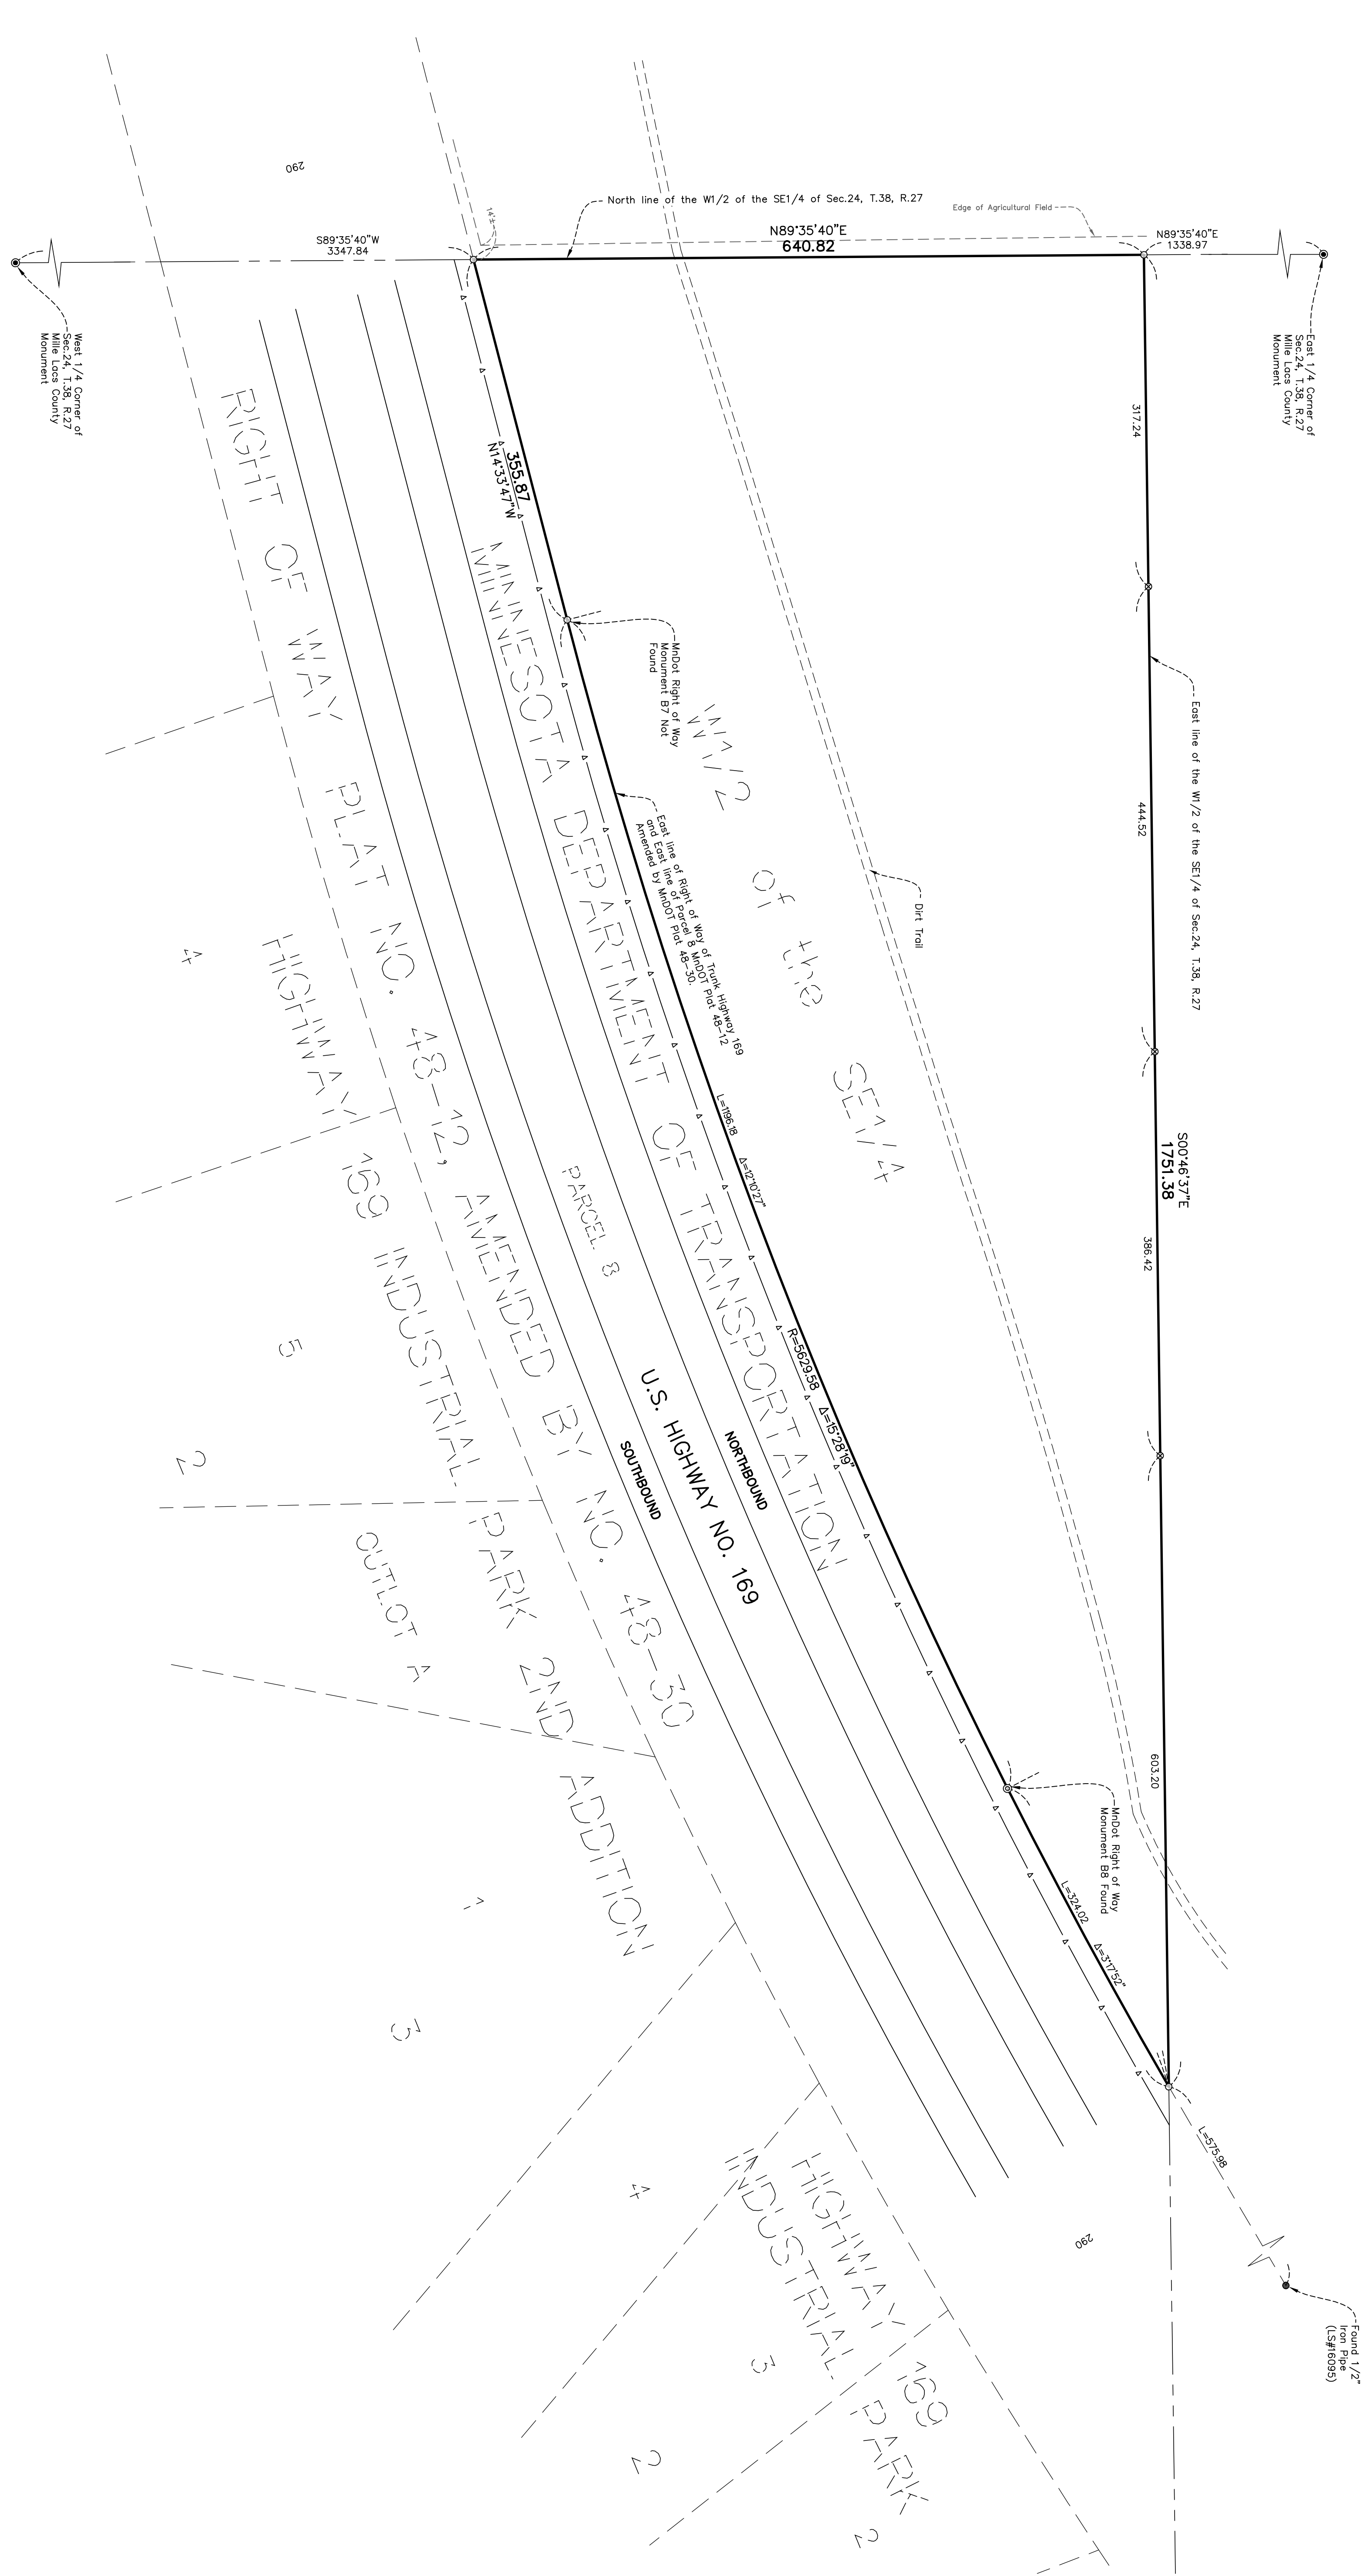 290
14'±
North line of the W1/2 of the SE1/4 of Sec.24, T.38, R.27
Edge of Agricultural Field
S89°35'40"W
3347.84
N89°35'40"E
640.82
N89°35'40"E
1338.97
West 1/4 Corner of
Sec.24, T.38, R.27
Mille Lacs County
Monument
East 1/4 Corner of
Sec.24, T.38, R.27
Mille Lacs County
Monument
317.24
355.87
N14°33'47"W
MnDot Right of Way
Monument B7 Not
Found
East line of the W1/2 of the SE1/4 of Sec.24, T.38, R.27
444.52
W1/2 of the SE1/4
Dirt Trail
East line of Right of Way of Trunk Highway 169
and East line of Parcel 8 MnDOT Plat 48-12
Amended by MnDOT Plat 48-30.
L=1196.18
Δ=12°10'27"
S00°46'37"E
1751.38
386.42
R=5629.58
Δ=15°28'19"
MINNESOTA DEPARTMENT OF TRANSPORTATION
RIGHT OF WAY PLAT NO. 48-12, AMENDED BY NO. 48-30
PARCEL 8
U.S. HIGHWAY NO. 169
NORTHBOUND
SOUTHBOUND
HIGHWAY 169 INDUSTRIAL PARK 2ND ADDITION
4
5
2
OUTLOT A
1
3
603.20
MnDot Right of Way
Monument B8 Found
L=324.02
Δ=3°17'52"
L=575.98
290
Found 1/2"
Iron Pipe
(LS#16095)
HIGHWAY 169
INDUSTRIAL PARK
4
3
2
2